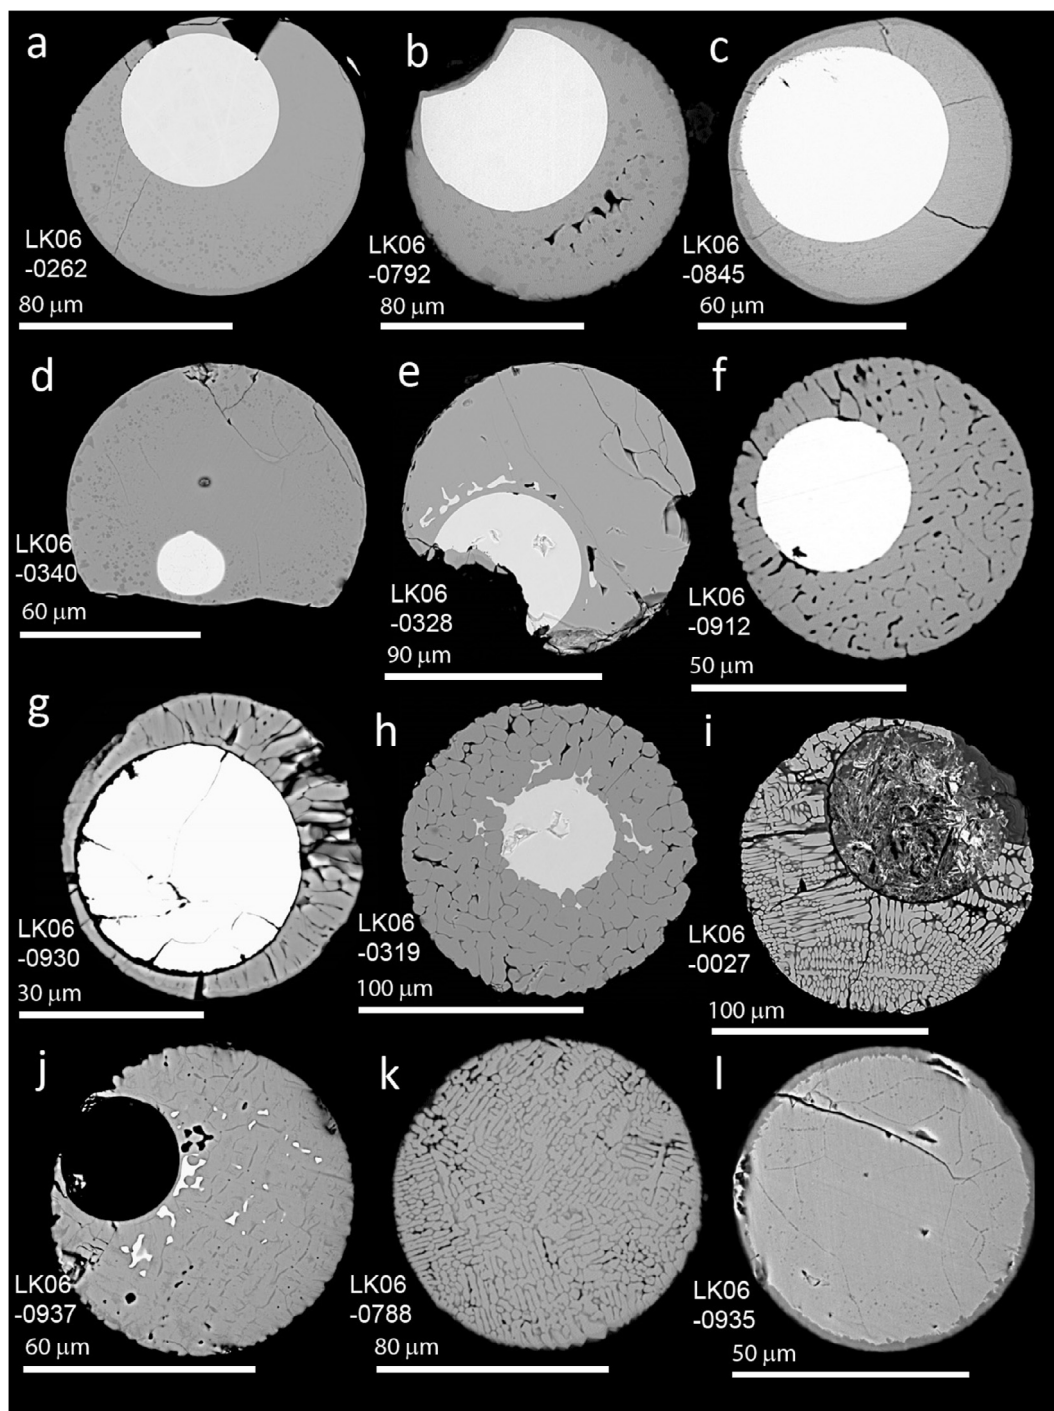 a
LK06
-0262
80 µm
b
LK06
-0792
80 µm
c
LK06
-0845
60 µm
d
LK06
-0340
60 µm
e
LK06
-0328
90 µm
f
LK06
-0912
50 µm
g
LK06
-0930
30 µm
h
LK06
-0319
100 µm
i
LK06
-0027
100 µm
j
LK06
-0937
60 µm
k
LK06
-0788
80 µm
l
LK06
-0935
50 µm